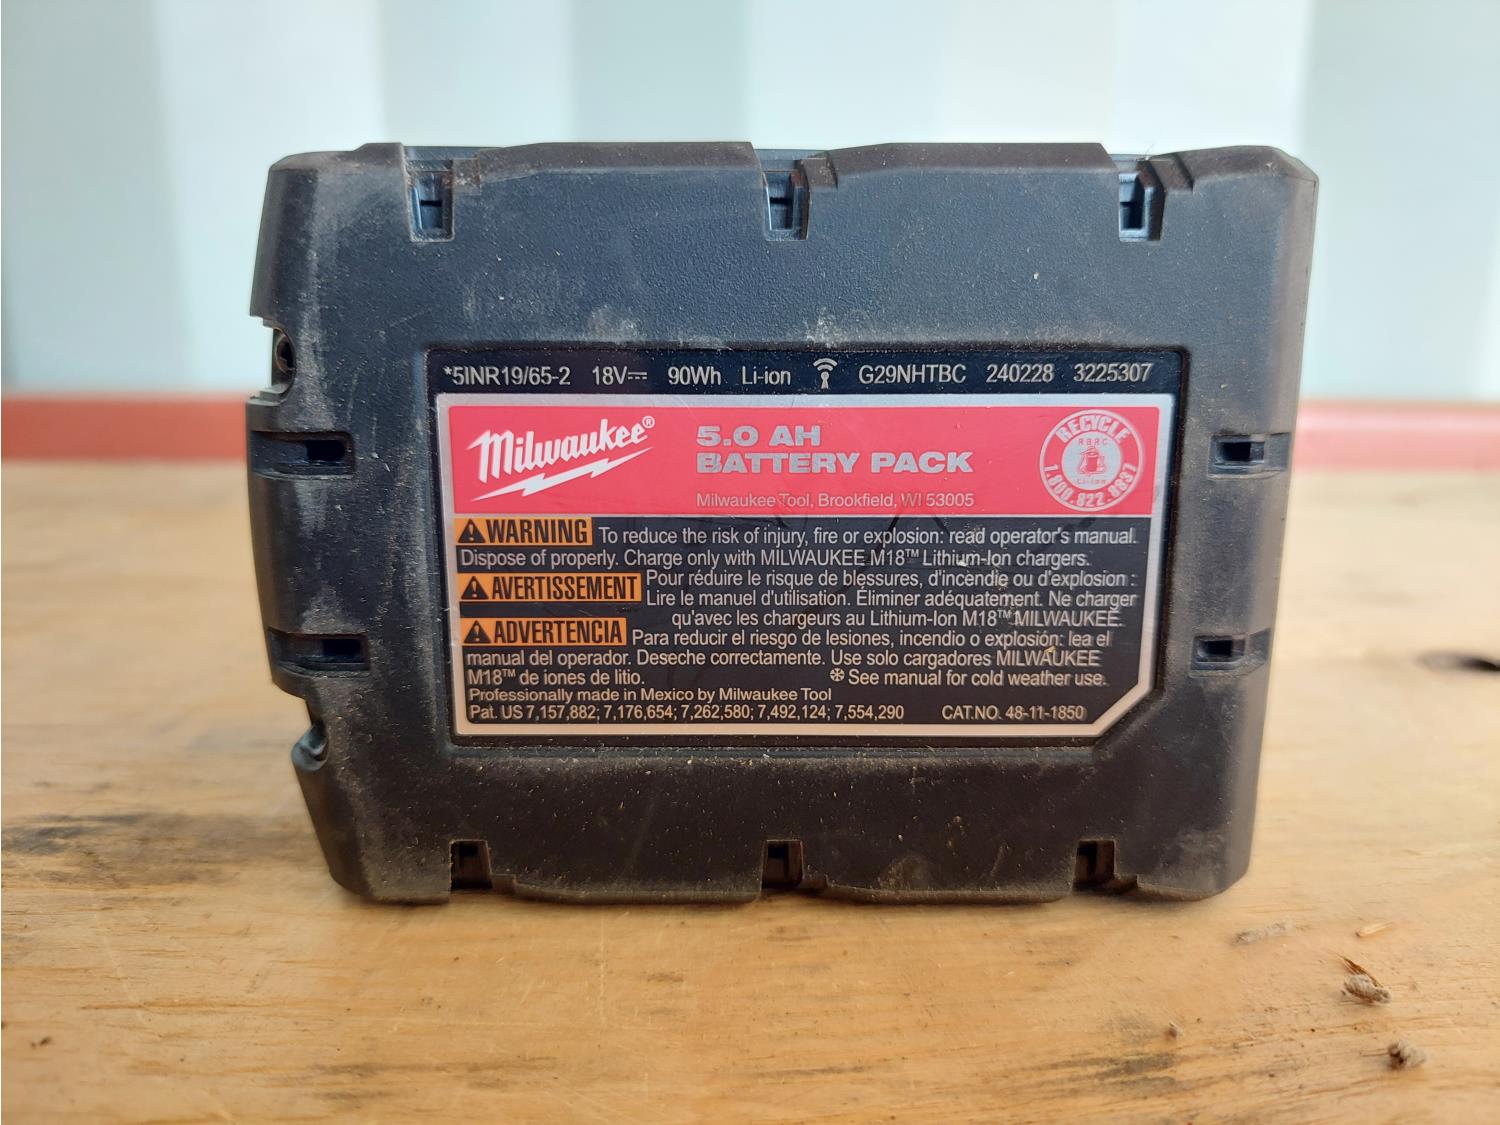 *5INR19/65-2 18V⎓ 90Wh Li-ion G29NHTBC 240228 3225307
Milwaukee®
5.0 AH
BATTERY PACK
Milwaukee Tool, Brookfield, WI 53005
RECYCLE
RBRC
Li-ion
1.800.822.8837
⚠WARNING To reduce the risk of injury, fire or explosion: read operator's manual.
Dispose of properly. Charge only with MILWAUKEE M18™ Lithium-Ion chargers.
⚠AVERTISSEMENT Pour réduire le risque de blessures, d'incendie ou d'explosion :
Lire le manuel d'utilisation. Éliminer adéquatement. Ne charger
qu'avec les chargeurs au Lithium-Ion M18™ MILWAUKEE.
⚠ADVERTENCIA Para reducir el riesgo de lesiones, incendio o explosión: lea el
manual del operador. Deseche correctamente. Use solo cargadores MILWAUKEE
M18™ de iones de litio. ❄ See manual for cold weather use.
Professionally made in Mexico by Milwaukee Tool
Pat. US 7,157,882; 7,176,654; 7,262,580; 7,492,124; 7,554,290 CAT.NO. 48-11-1850